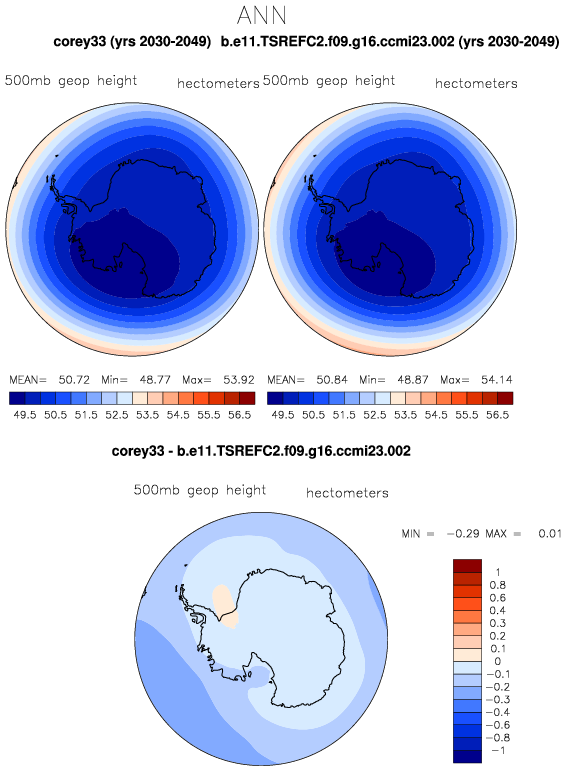 ANN
corey33 (yrs 2030-2049) b.e11.TSREFC2.f09.g16.ccmi23.002 (yrs 2030-2049)
500mb geop height hectometers 500mb geop height hectometers
MEAN= 50.72 Min= 48.77 Max= 53.92 MEAN= 50.84 Min= 48.87 Max= 54.14
49.5 50.5 51.5 52.5 53.5 54.5 55.5 56.5 49.5 50.5 51.5 52.5 53.5 54.5 55.5 56.5
corey33 - b.e11.TSREFC2.f09.g16.ccmi23.002
500mb geop height hectometers
MIN = -0.29 MAX = 0.01
1
0.8
0.6
0.4
0.3
0.2
0.1
0
-0.1
-0.2
-0.3
-0.4
-0.6
-0.8
-1